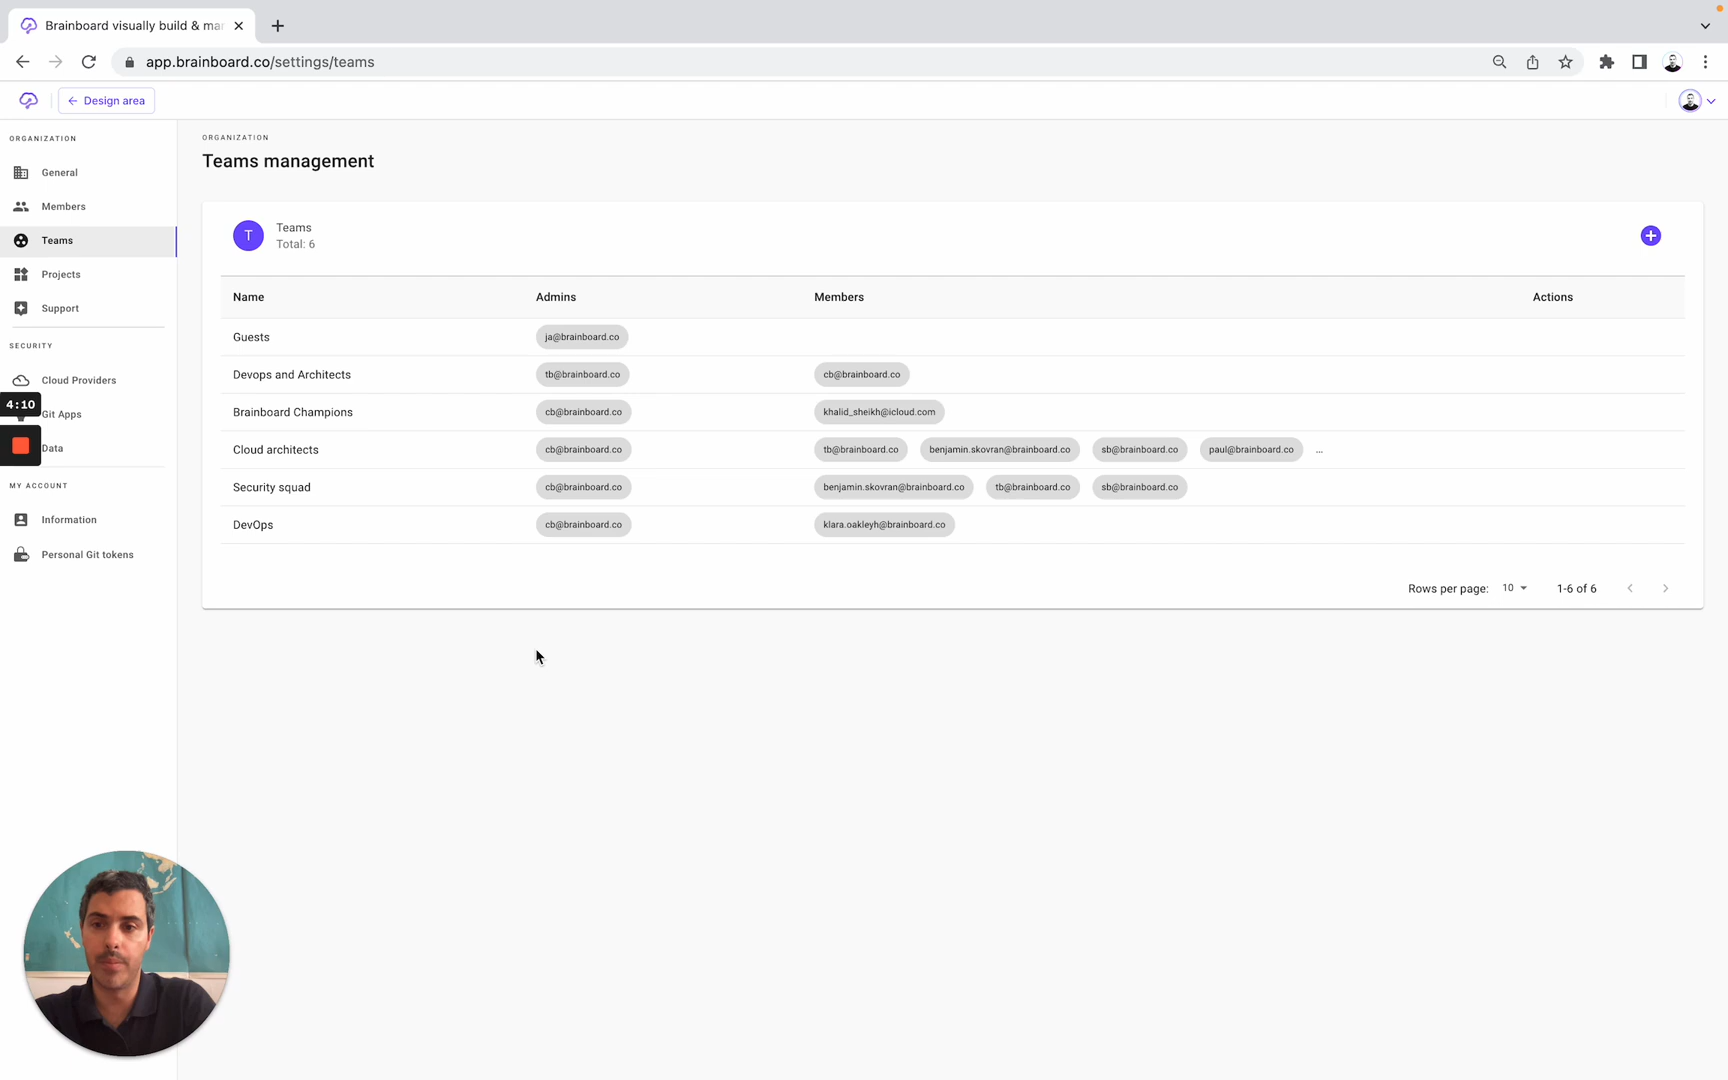 Brainboard visually build & mar
app.brainboard.co/settings/teams
Design area
ORGANIZATION
General
Members
Teams
Projects
Support
SECURITY
Cloud Providers
4:10
Git Apps
Data
MY ACCOUNT
Information
Personal Git tokens
ORGANIZATION
Teams management
T
Teams
Total: 6
Name Admins Members Actions
Guests ja@brainboard.co
Devops and Architects tb@brainboard.co cb@brainboard.co
Brainboard Champions cb@brainboard.co khalid_sheikh@icloud.com
Cloud architects cb@brainboard.co tb@brainboard.co benjamin.skovran@brainboard.co sb@brainboard.co paul@brainboard.co ...
Security squad cb@brainboard.co benjamin.skovran@brainboard.co tb@brainboard.co sb@brainboard.co
DevOps cb@brainboard.co klara.oakleyh@brainboard.co
Rows per page: 10 1-6 of 6